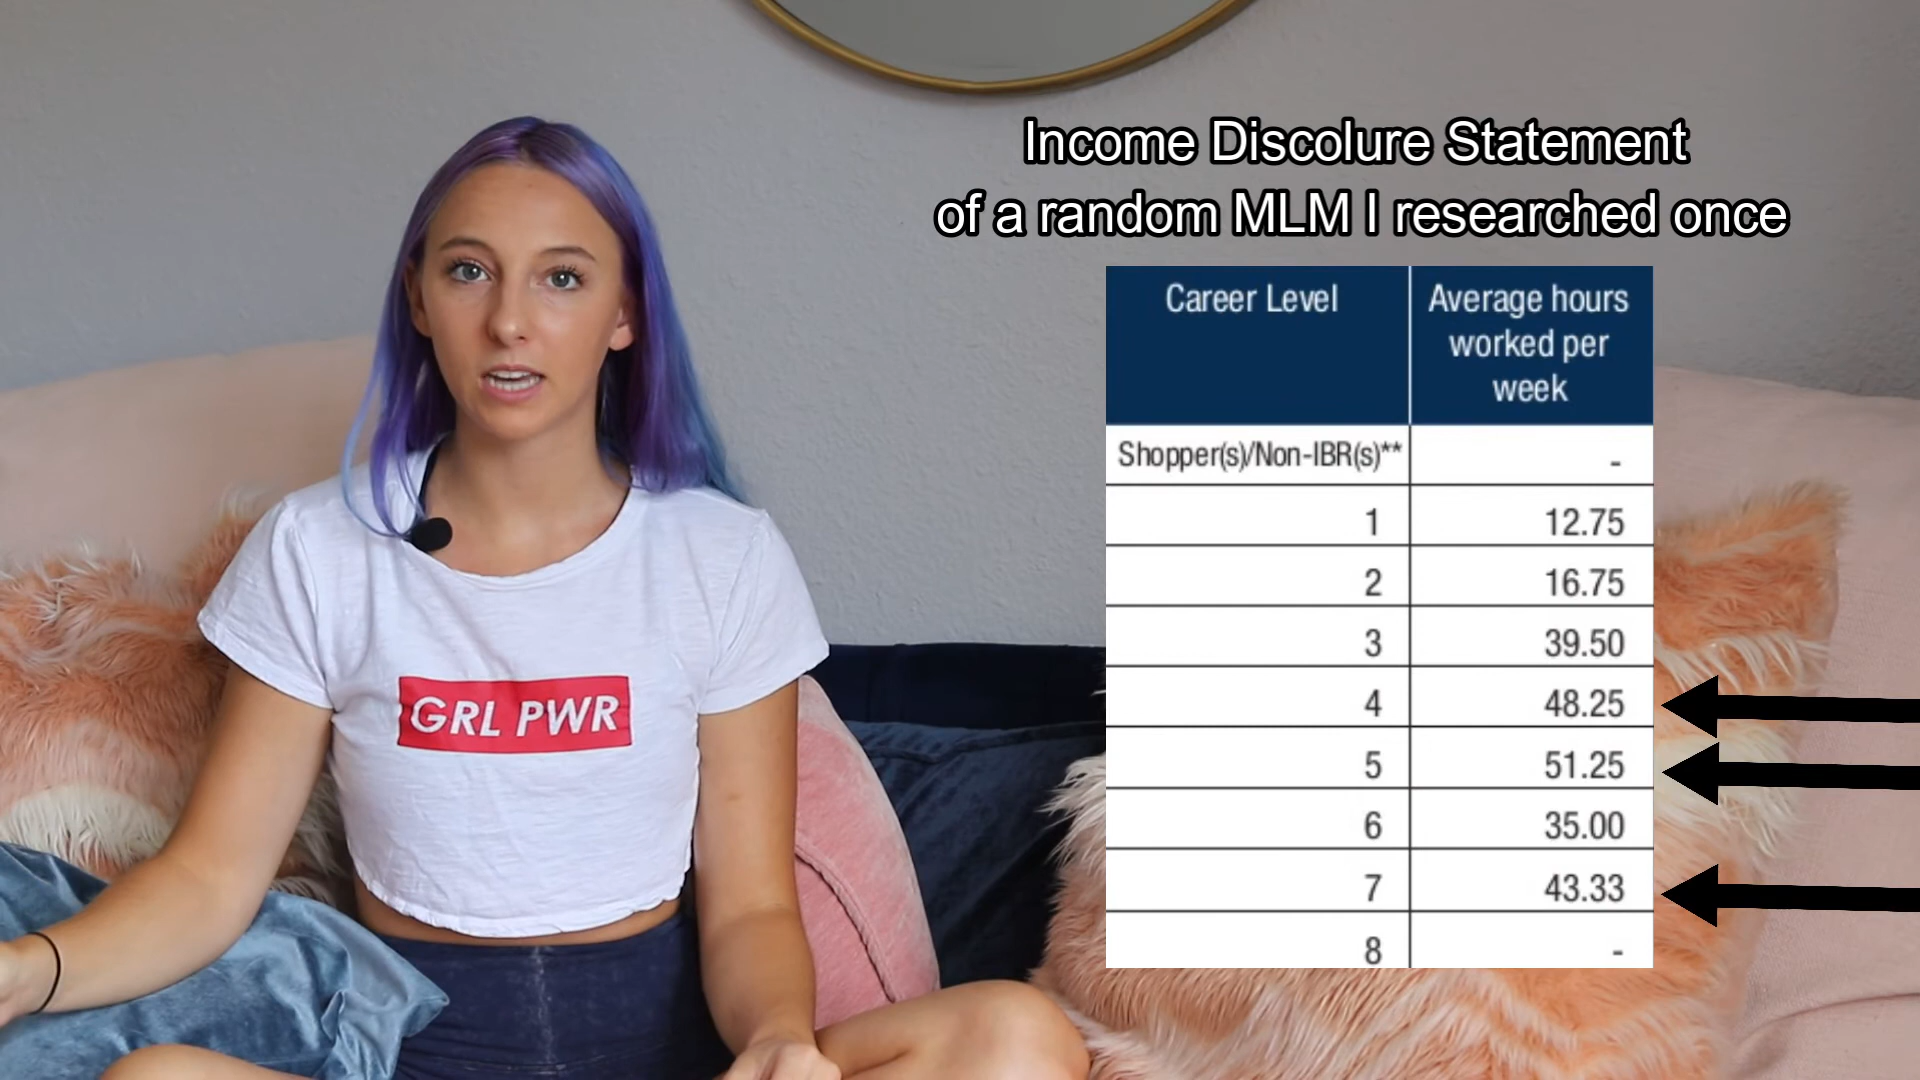 Income Discolure Statement
of a random MLM I researched once
Career Level
Average hours
worked per
week
Shopper(s)/Non-IBR(s)** -
1 12.75
2 16.75
3 39.50
4 48.25
5 51.25
6 35.00
7 43.33
8 -
GRL PWR